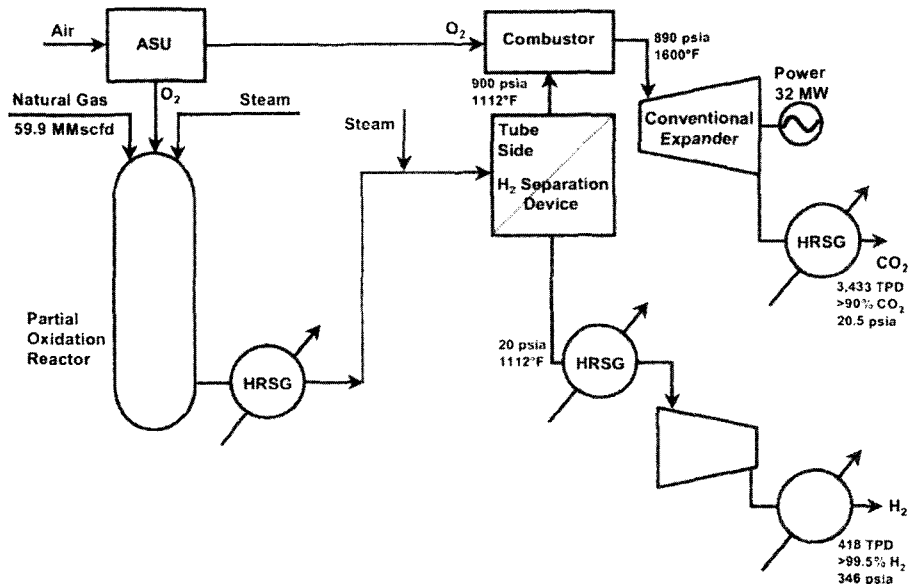 Air
ASU
O₂
Combustor
890 psia
1600°F
Power
32 MW
Natural Gas
59.9 MMscfd
O₂
Steam
900 psia
1112°F
Steam
Tube
Side
H₂ Separation
Device
Conventional
Expander
HRSG
CO₂
3,433 TPD
>90% CO₂
20.5 psia
Partial
Oxidation
Reactor
HRSG
20 psia
1112°F
HRSG
H₂
418 TPD
>99.5% H₂
346 psia